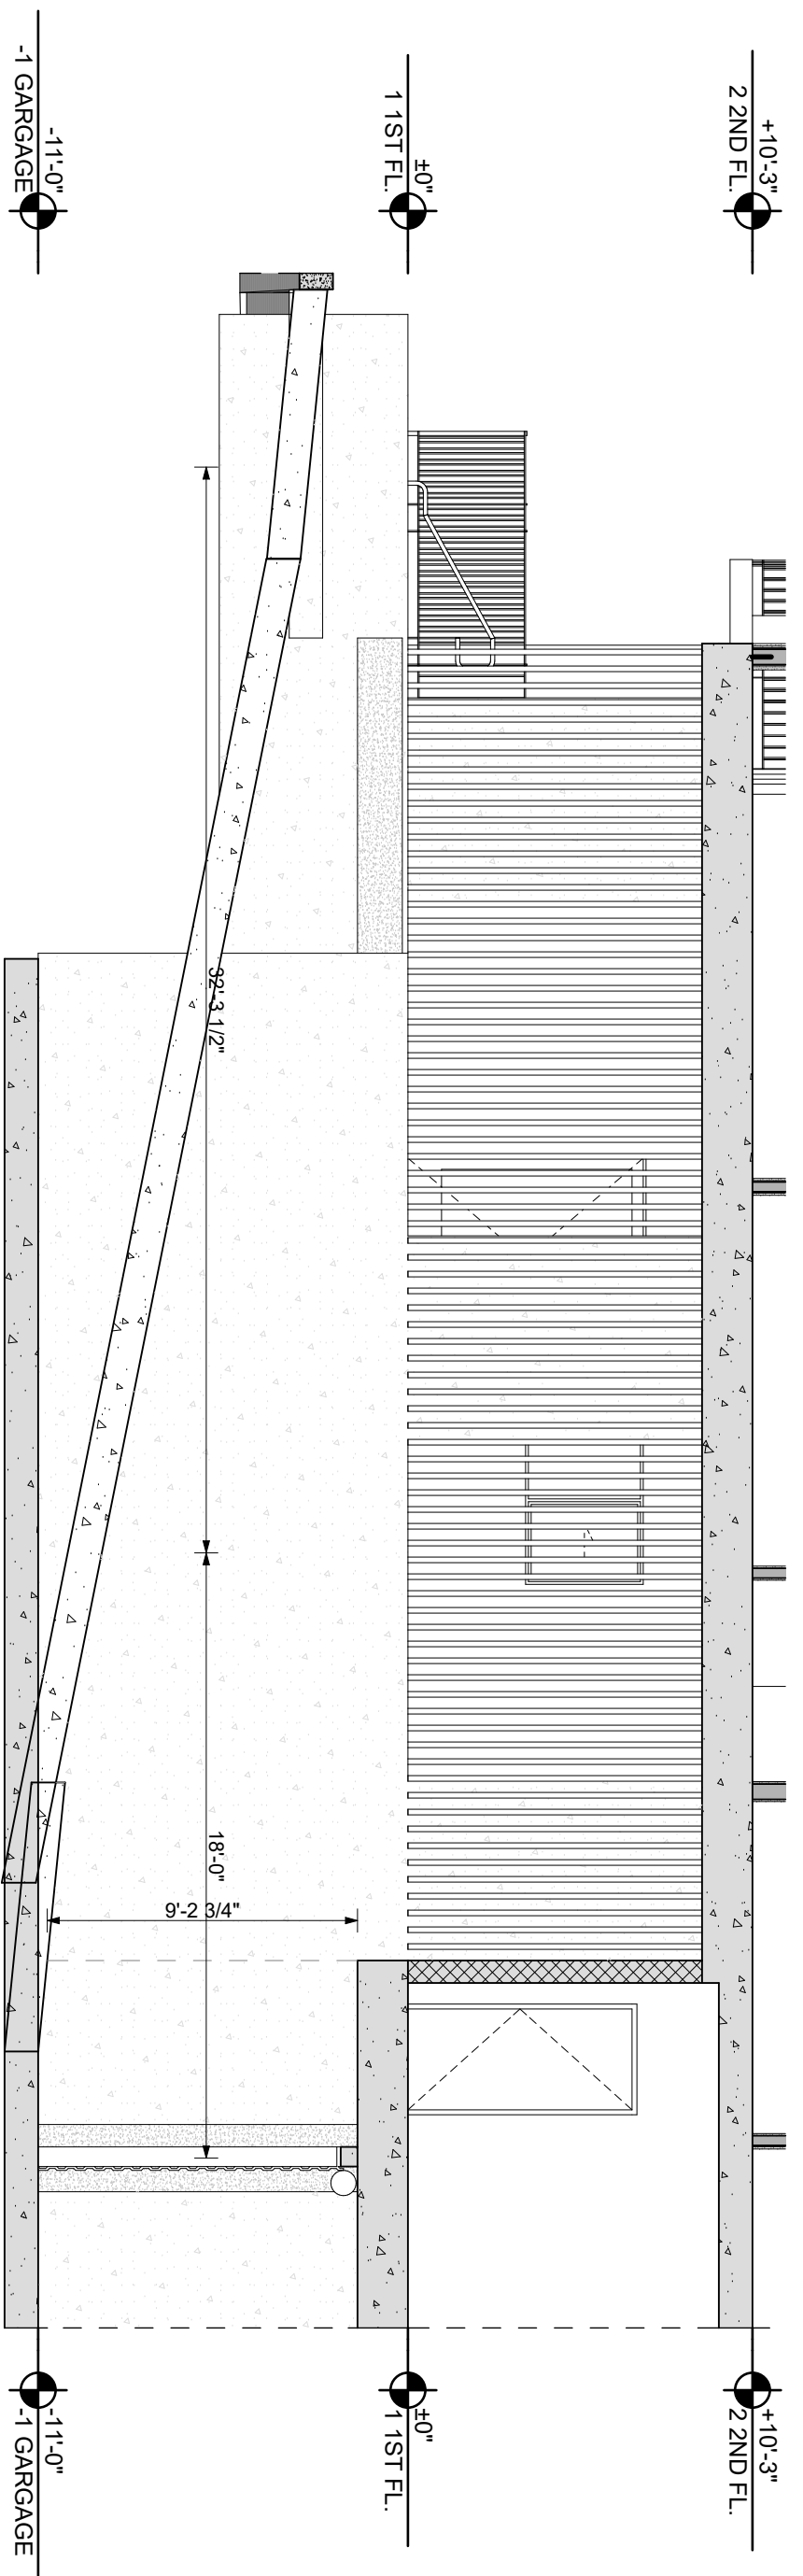 +10'-3"
2 2ND FL.
±0"
1 1ST FL.
-11'-0"
-1 GARGAGE
32'-3 1/2"
18'-0"
9'-2 3/4"
+10'-3"
2 2ND FL.
±0"
1 1ST FL.
-11'-0"
-1 GARGAGE